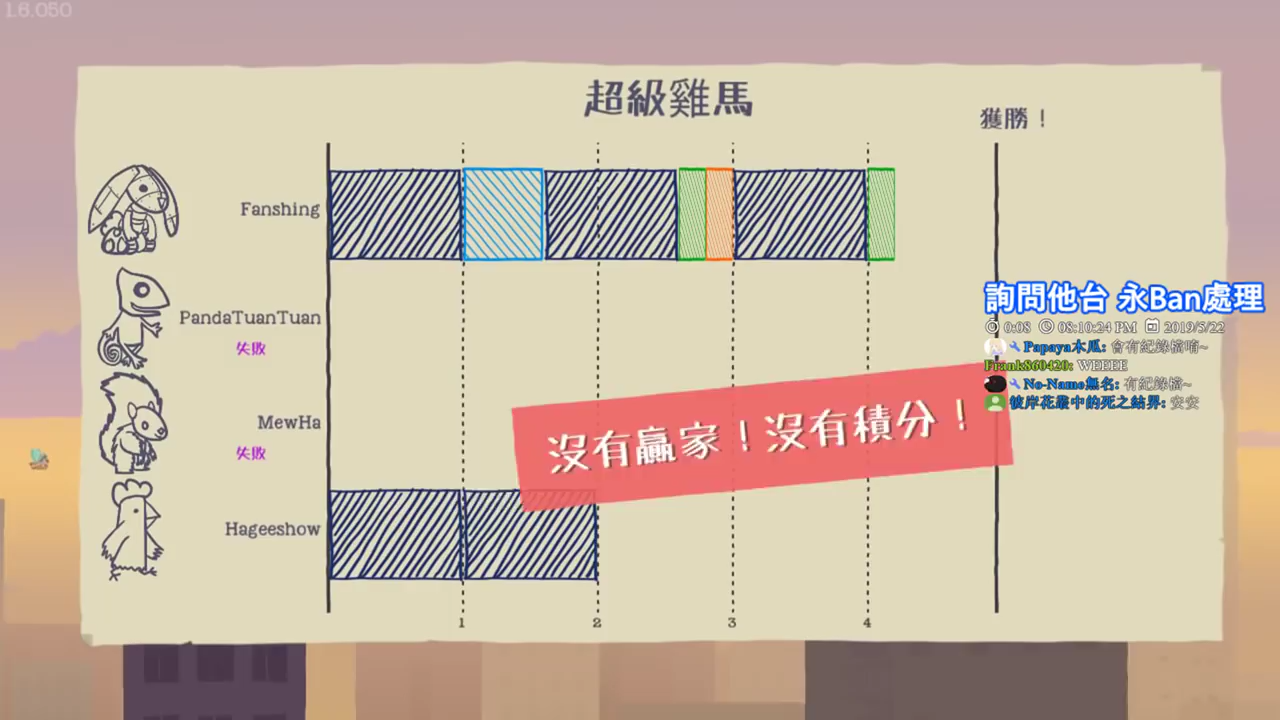 1.6.050
超級雞馬
獲勝！
Fanshing
PandaTuanTuan
失敗
MewHa
失敗
Hageeshow
沒有贏家！沒有積分！
1
2
3
4
詢問他台 永Ban處理
0:08 08:10:24 PM 2019/5/22
Papaya木瓜: 會有紀錄檔唷~
Frank860420: WEEEE
No-Name無名: 有紀錄檔~
彼岸花叢中的死之結界: 安安